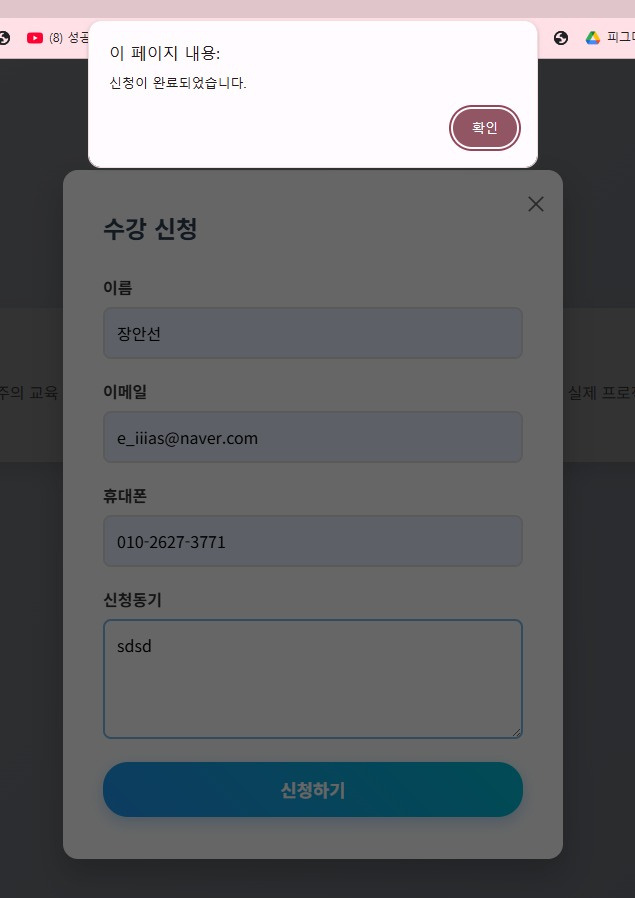 (8) 성공
피그마
이 페이지 내용:
신청이 완료되었습니다.
확인
수강 신청
이름
장안선
이메일
e_iiias@naver.com
휴대폰
010-2627-3771
신청동기
sdsd
신청하기
주의 교육
실제 프로